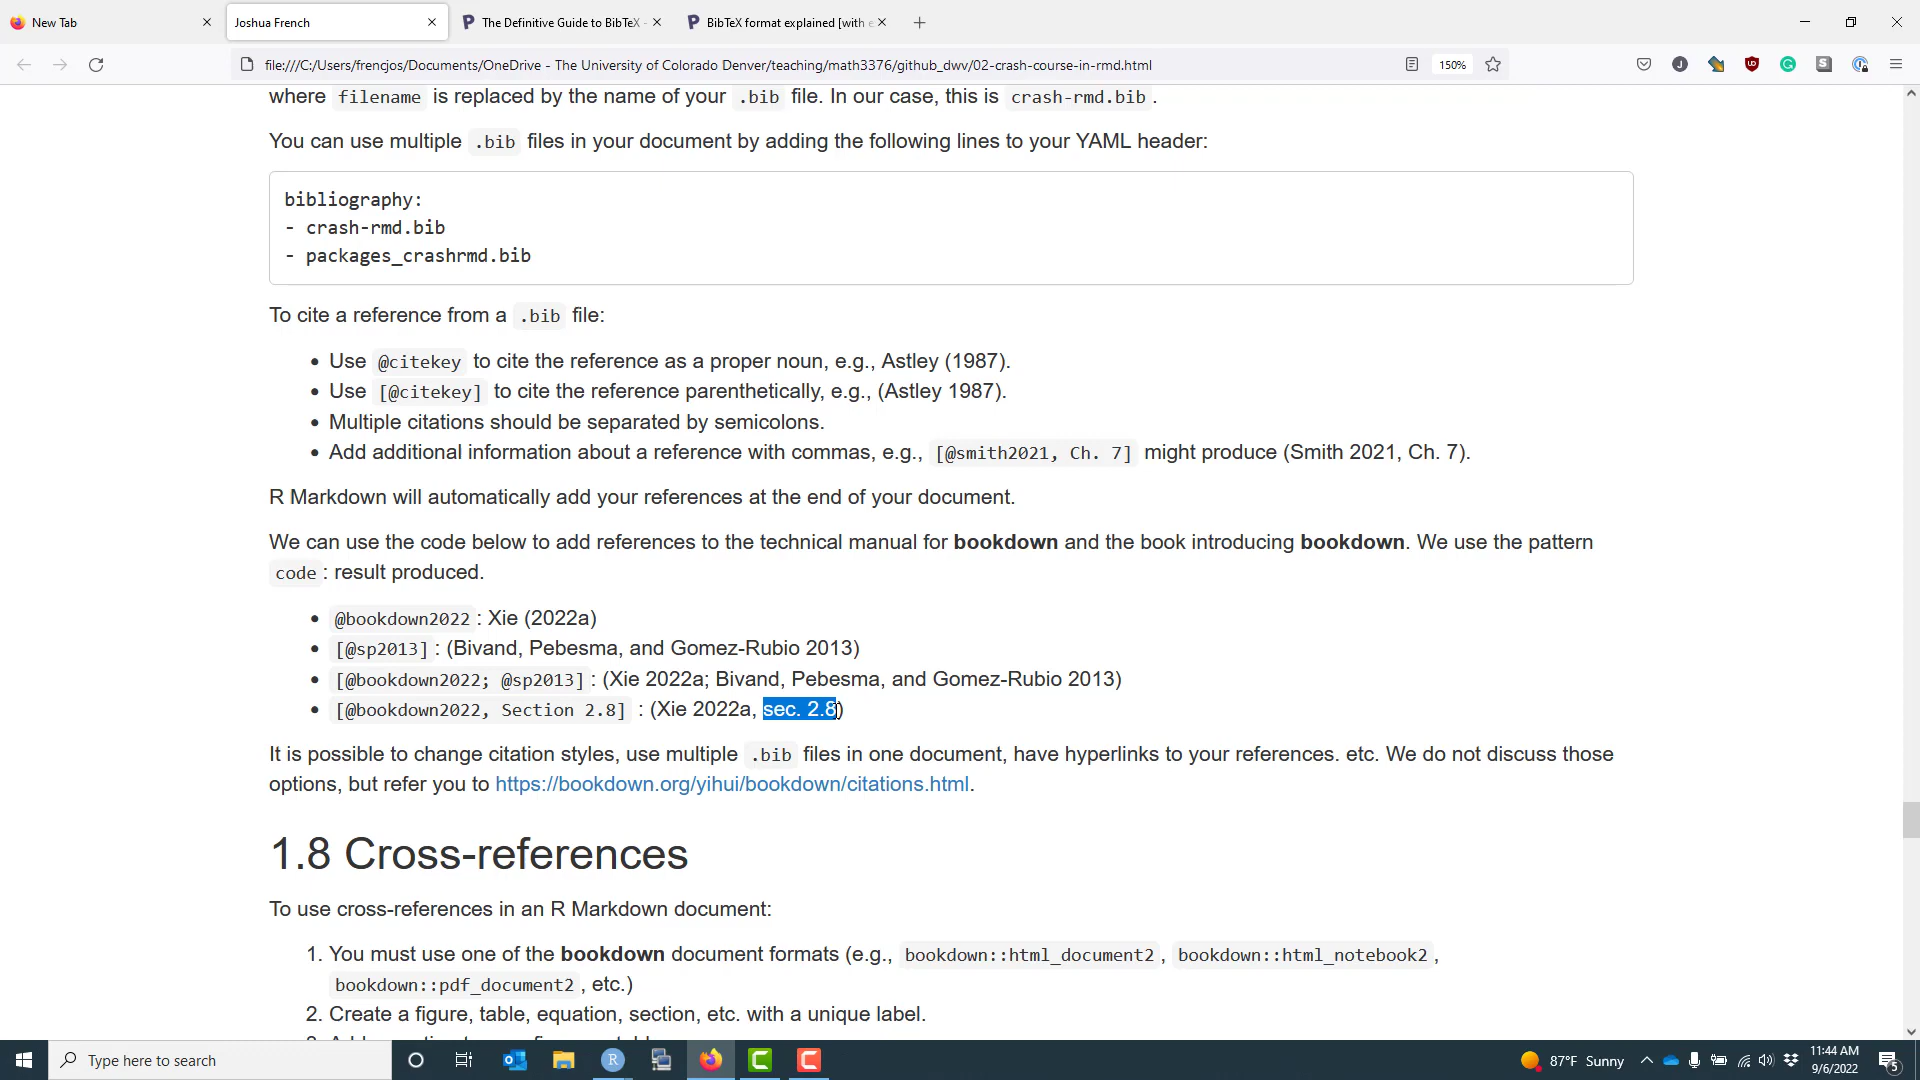 New Tab
Joshua French
The Definitive Guide to BibTeX -
BibTeX format explained [with e
file:///C:/Users/frencjos/Documents/OneDrive - The University of Colorado Denver/teaching/math3376/github_dwv/02-crash-course-in-rmd.html
150%
where filename is replaced by the name of your .bib file. In our case, this is crash-rmd.bib.
You can use multiple .bib files in your document by adding the following lines to your YAML header:
bibliography:
- crash-rmd.bib
- packages_crashrmd.bib
To cite a reference from a .bib file:
• Use @citekey to cite the reference as a proper noun, e.g., Astley (1987).
• Use [@citekey] to cite the reference parenthetically, e.g., (Astley 1987).
• Multiple citations should be separated by semicolons.
• Add additional information about a reference with commas, e.g., [@smith2021, Ch. 7] might produce (Smith 2021, Ch. 7).
R Markdown will automatically add your references at the end of your document.
We can use the code below to add references to the technical manual for bookdown and the book introducing bookdown. We use the pattern
code: result produced.
• @bookdown2022: Xie (2022a)
• [@sp2013]: (Bivand, Pebesma, and Gomez-Rubio 2013)
• [@bookdown2022; @sp2013]: (Xie 2022a; Bivand, Pebesma, and Gomez-Rubio 2013)
• [@bookdown2022, Section 2.8] : (Xie 2022a, sec. 2.8)
It is possible to change citation styles, use multiple .bib files in one document, have hyperlinks to your references. etc. We do not discuss those
options, but refer you to https://bookdown.org/yihui/bookdown/citations.html.
1.8 Cross-references
To use cross-references in an R Markdown document:
1. You must use one of the bookdown document formats (e.g., bookdown::html_document2, bookdown::html_notebook2,
bookdown::pdf_document2, etc.)
2. Create a figure, table, equation, section, etc. with a unique label.
Type here to search
87°F Sunny
11:44 AM
9/6/2022
5